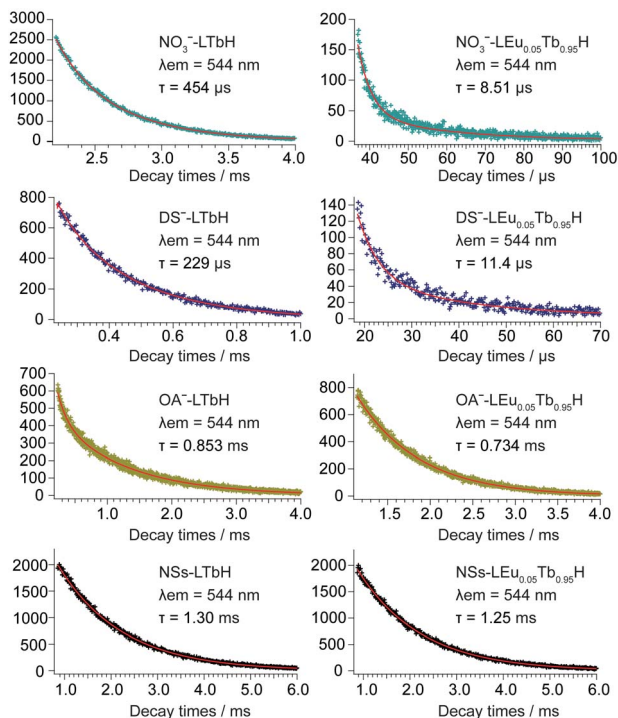 3000
2500
2000
1500
1000
500
0
NO₃⁻-LTbH
λem = 544 nm
τ = 454 µs
2.5 3.0 3.5 4.0
Decay times / ms
200
150
100
50
0
NO₃⁻-LEu₀.₀₅Tb₀.₉₅H
λem = 544 nm
τ = 8.51 µs
40 50 60 70 80 90 100
Decay times / µs
800
600
400
200
0
DS⁻-LTbH
λem = 544 nm
τ = 229 µs
0.4 0.6 0.8 1.0
Decay times / ms
140
120
100
80
60
40
20
0
DS⁻-LEu₀.₀₅Tb₀.₉₅H
λem = 544 nm
τ = 11.4 µs
20 30 40 50 60 70
Decay times / µs
700
600
500
400
300
200
100
0
OA⁻-LTbH
λem = 544 nm
τ = 0.853 ms
1.0 2.0 3.0 4.0
Decay times / ms
800
600
400
200
0
OA⁻-LEu₀.₀₅Tb₀.₉₅H
λem = 544 nm
τ = 0.734 ms
1.5 2.0 2.5 3.0 3.5 4.0
Decay times / ms
2000
1500
1000
500
0
NSs-LTbH
λem = 544 nm
τ = 1.30 ms
1.0 2.0 3.0 4.0 5.0 6.0
Decay times / ms
2000
1500
1000
500
0
NSs-LEu₀.₀₅Tb₀.₉₅H
λem = 544 nm
τ = 1.25 ms
1.0 2.0 3.0 4.0 5.0 6.0
Decay times / ms